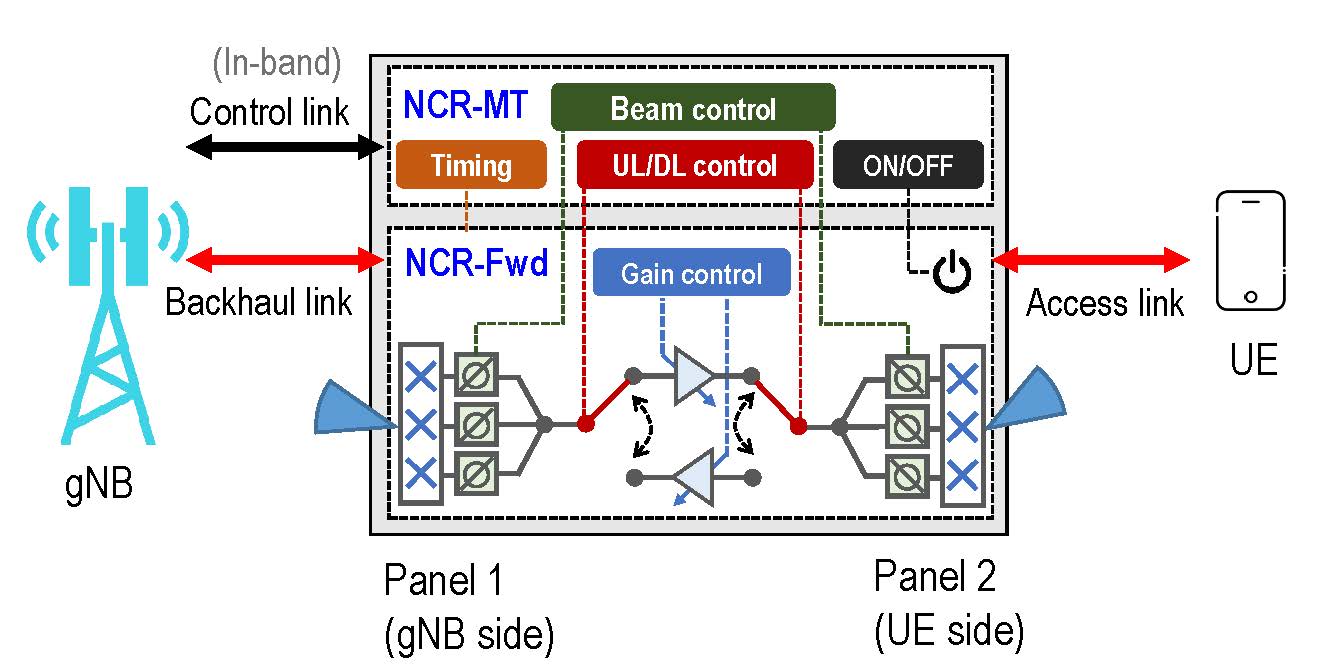 (In-band)
Control link
NCR-MT
Beam control
Timing
UL/DL control
ON/OFF
Backhaul link
NCR-Fwd
Gain control
Access link
gNB
UE
Panel 1
(gNB side)
Panel 2
(UE side)